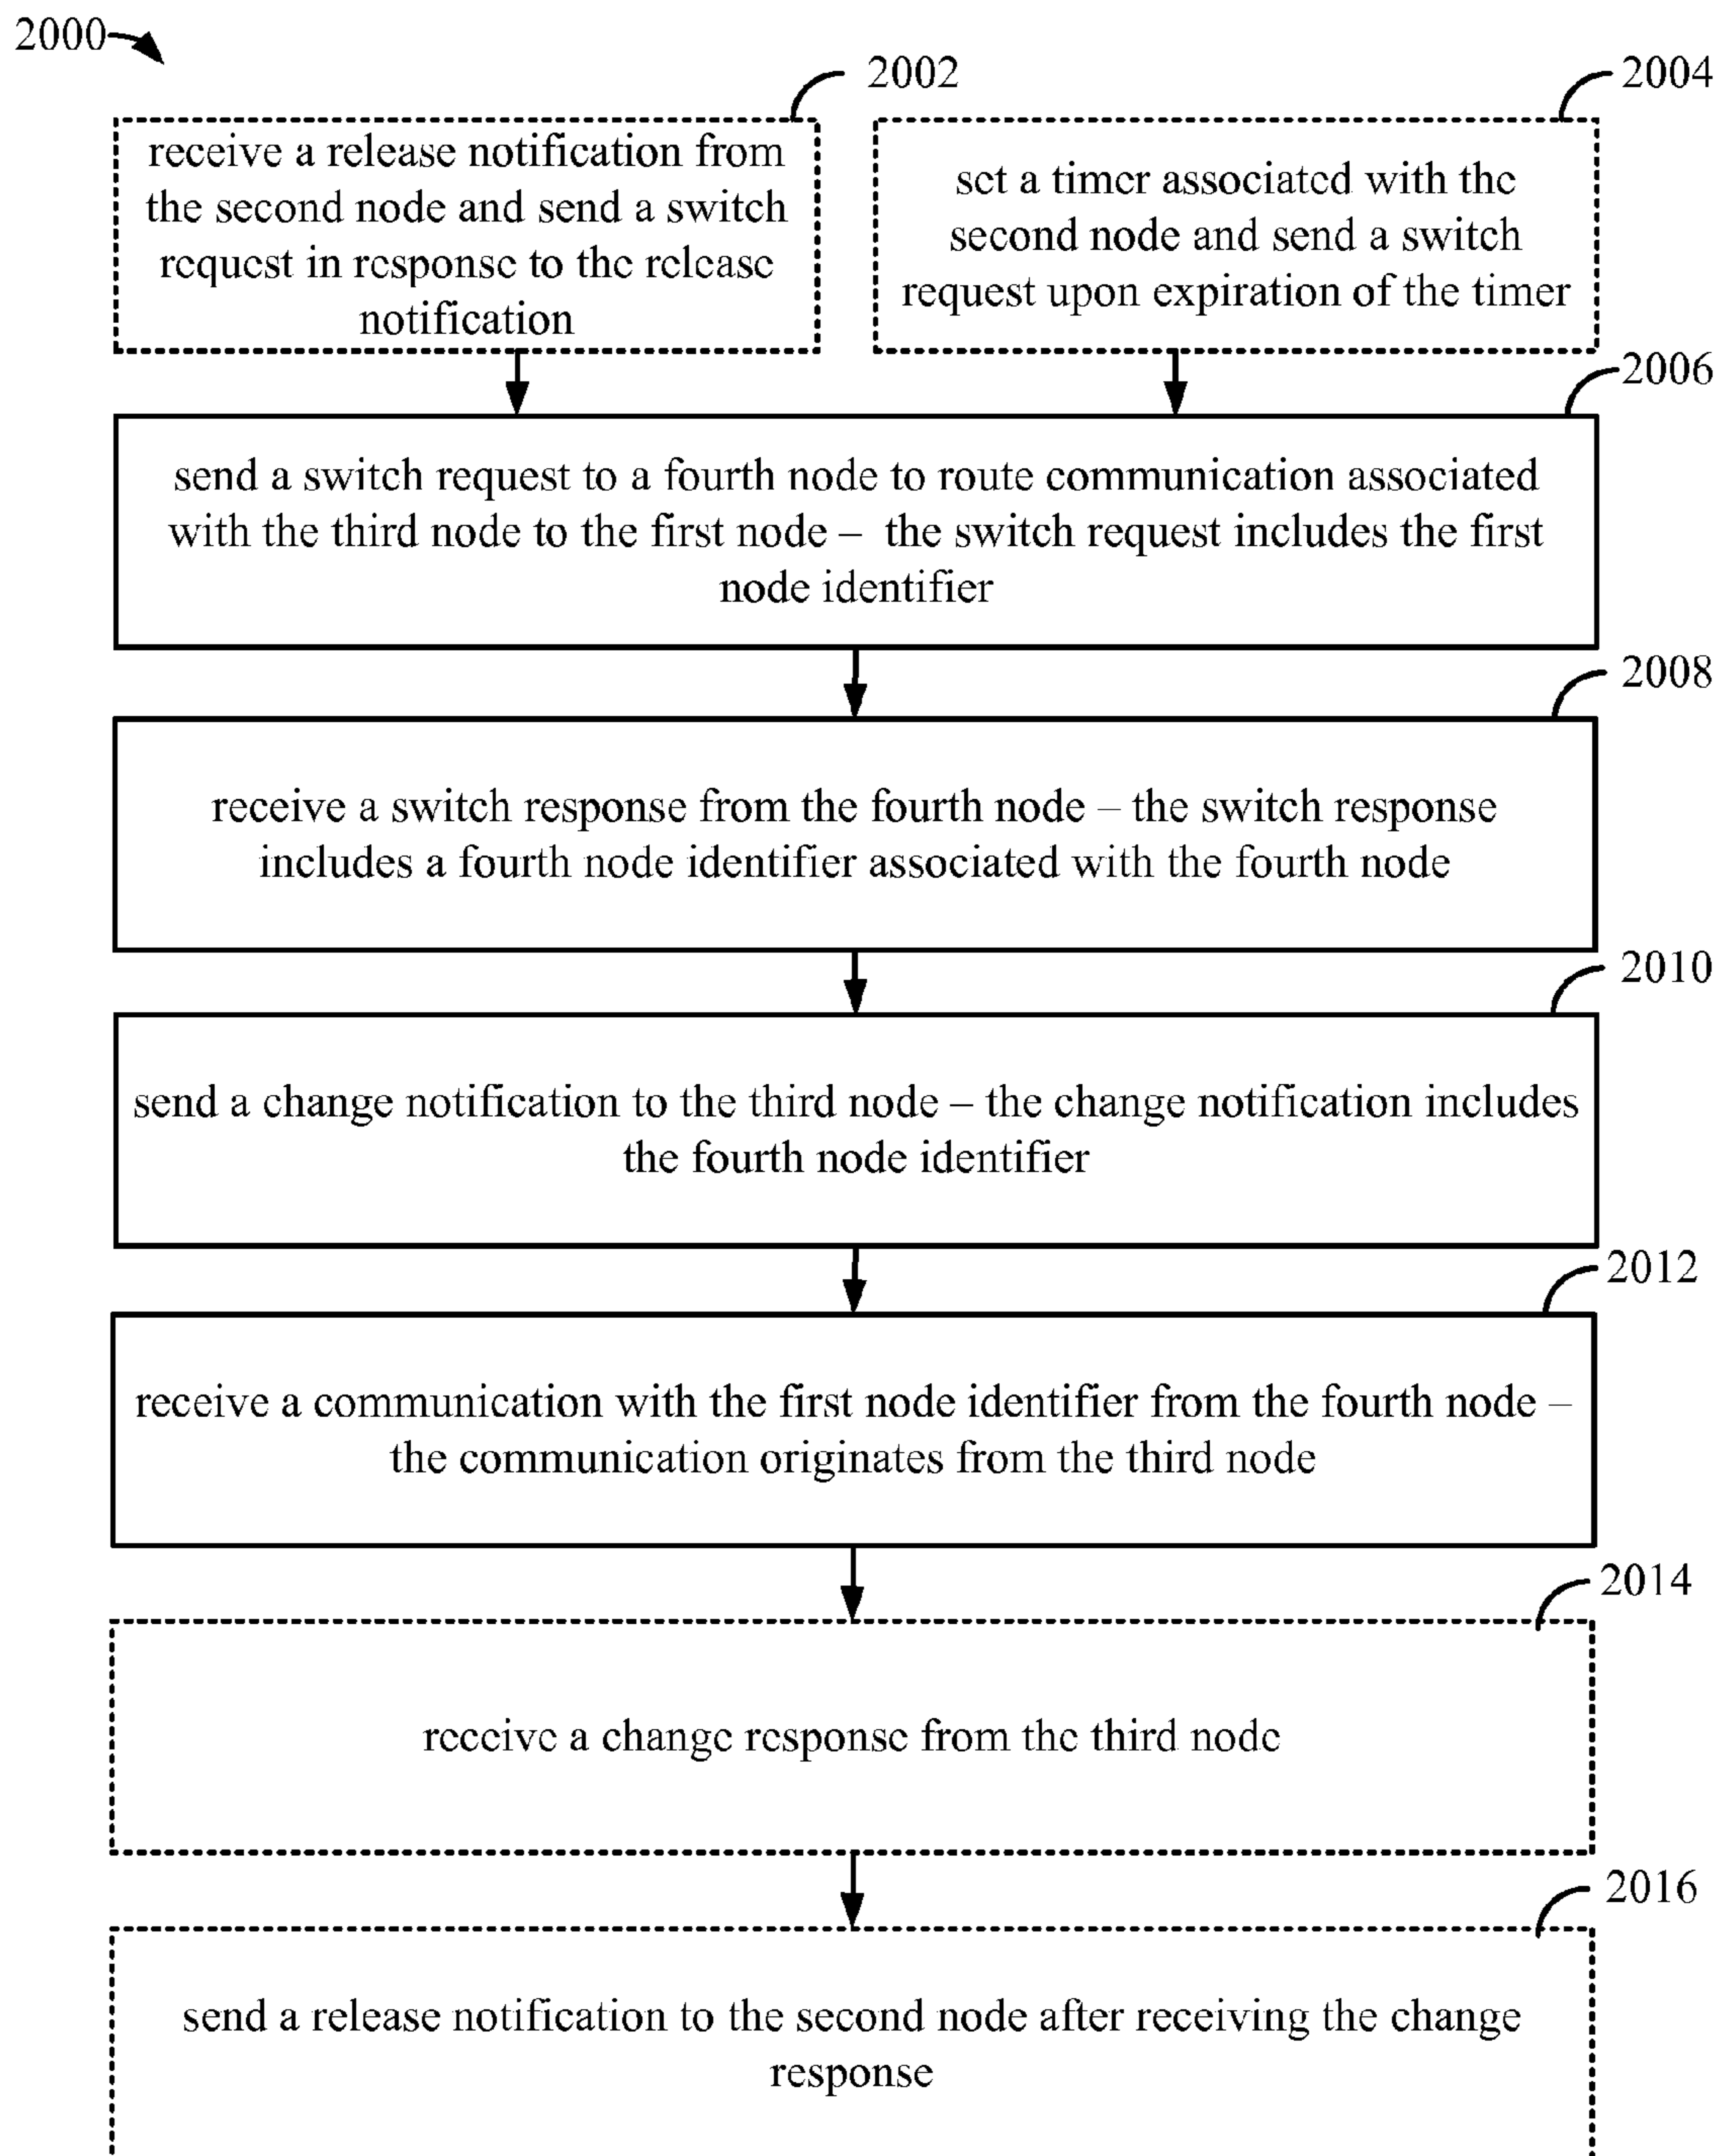 2000
2002
2004
receive a release notification from
the second node and send a switch
request in response to the release
notification
set a timer associated with the
second node and send a switch
request upon expiration of the timer
2006
send a switch request to a fourth node to route communication associated
with the third node to the first node – the switch request includes the first
node identifier
2008
receive a switch response from the fourth node – the switch response
includes a fourth node identifier associated with the fourth node
2010
send a change notification to the third node – the change notification includes
the fourth node identifier
2012
receive a communication with the first node identifier from the fourth node –
the communication originates from the third node
2014
receive a change response from the third node
2016
send a release notification to the second node after receiving the change
response